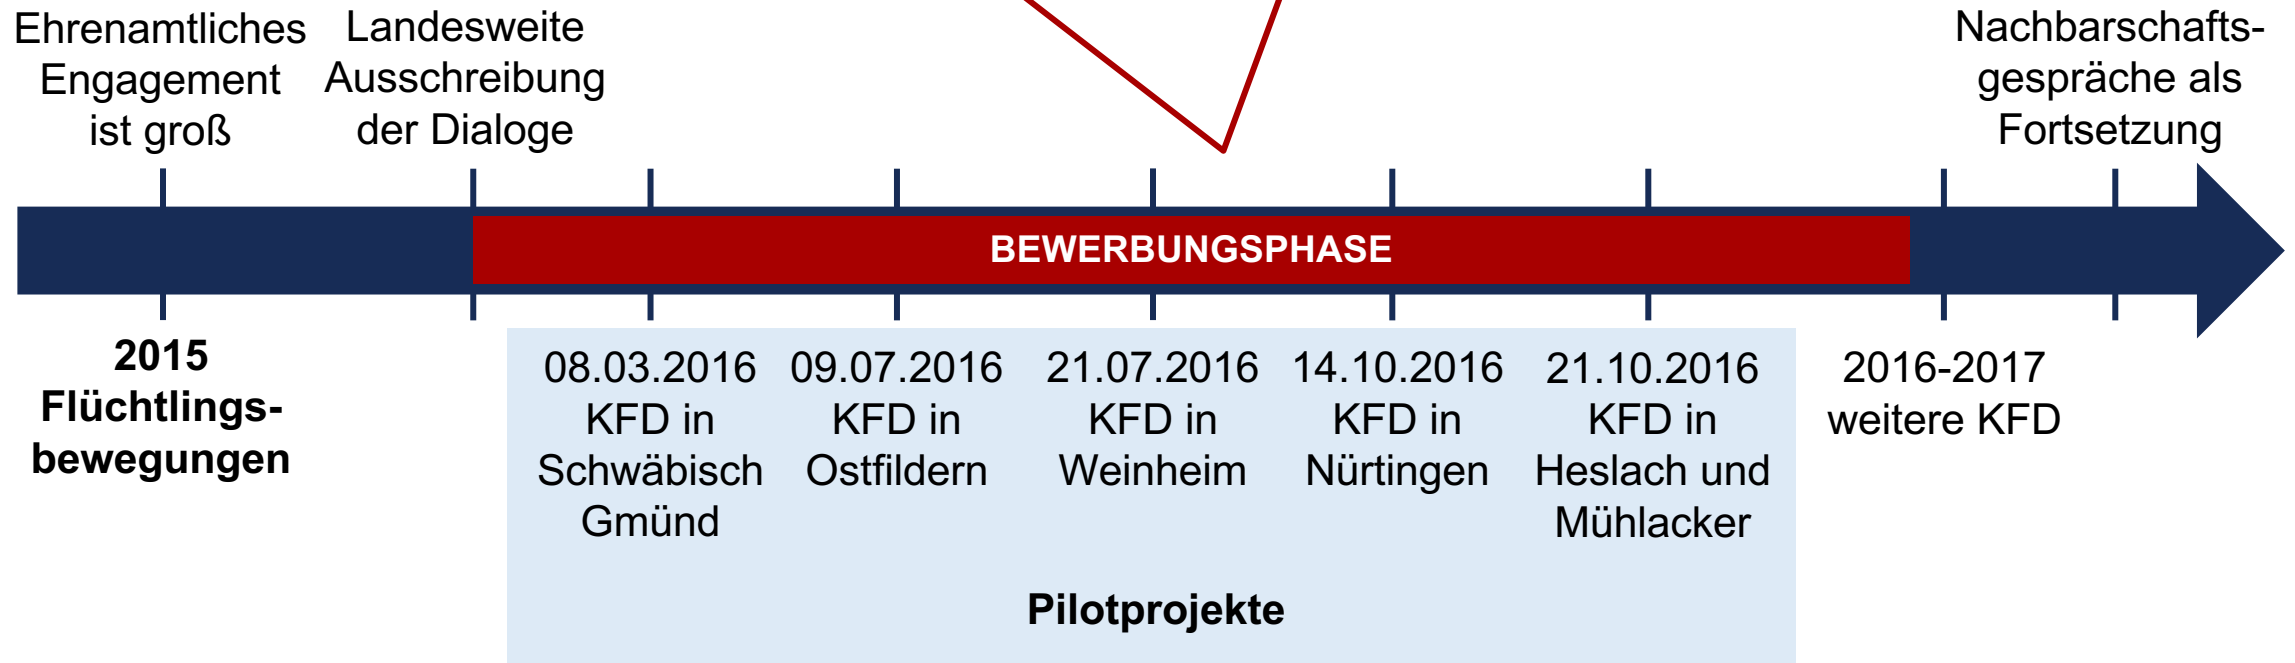 Ehrenamtliches
Engagement
ist groß
Landesweite
Ausschreibung
der Dialoge
Nachbarschafts-
gespräche als
Fortsetzung
BEWERBUNGSPHASE
2015
Flüchtlings-
bewegungen
08.03.2016
KFD in
Schwäbisch
Gmünd
09.07.2016
KFD in
Ostfildern
21.07.2016
KFD in
Weinheim
14.10.2016
KFD in
Nürtingen
21.10.2016
KFD in
Heslach und
Mühlacker
2016-2017
weitere KFD
Pilotprojekte